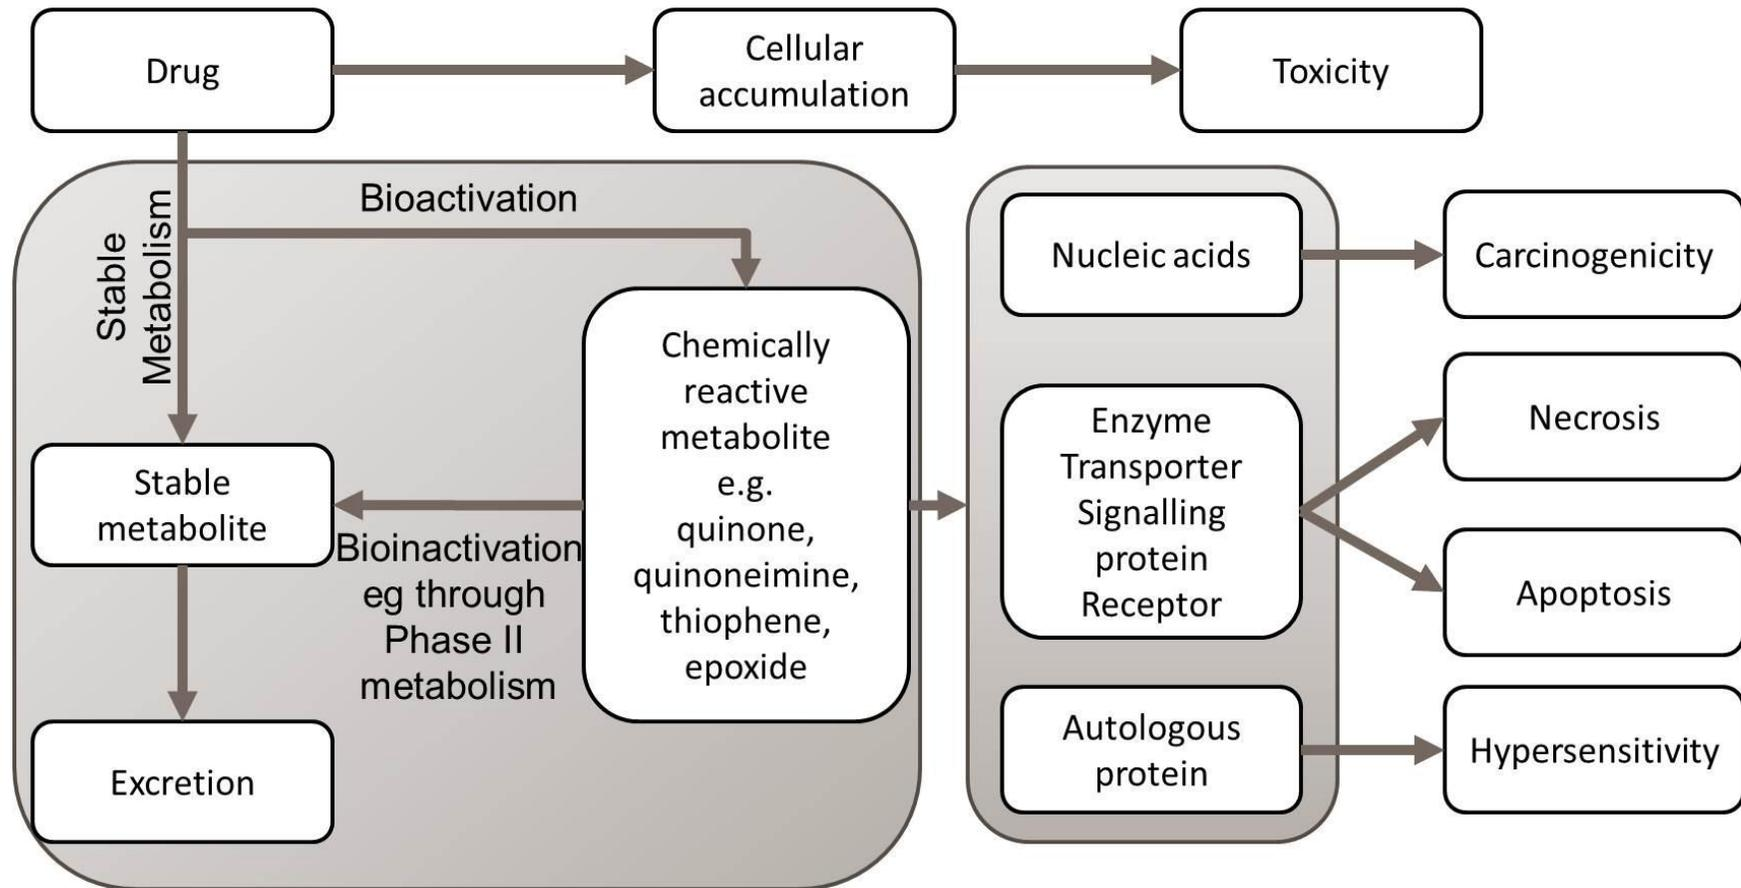 Drug
Cellular
accumulation
Toxicity
Stable
Metabolism
Bioactivation
Chemically
reactive
metabolite
e.g.
quinone,
quinoneimine,
thiophene,
epoxide
Stable
metabolite
Bioinactivation
eg through
Phase II
metabolism
Excretion
Nucleic acids
Enzyme
Transporter
Signalling
protein
Receptor
Autologous
protein
Carcinogenicity
Necrosis
Apoptosis
Hypersensitivity